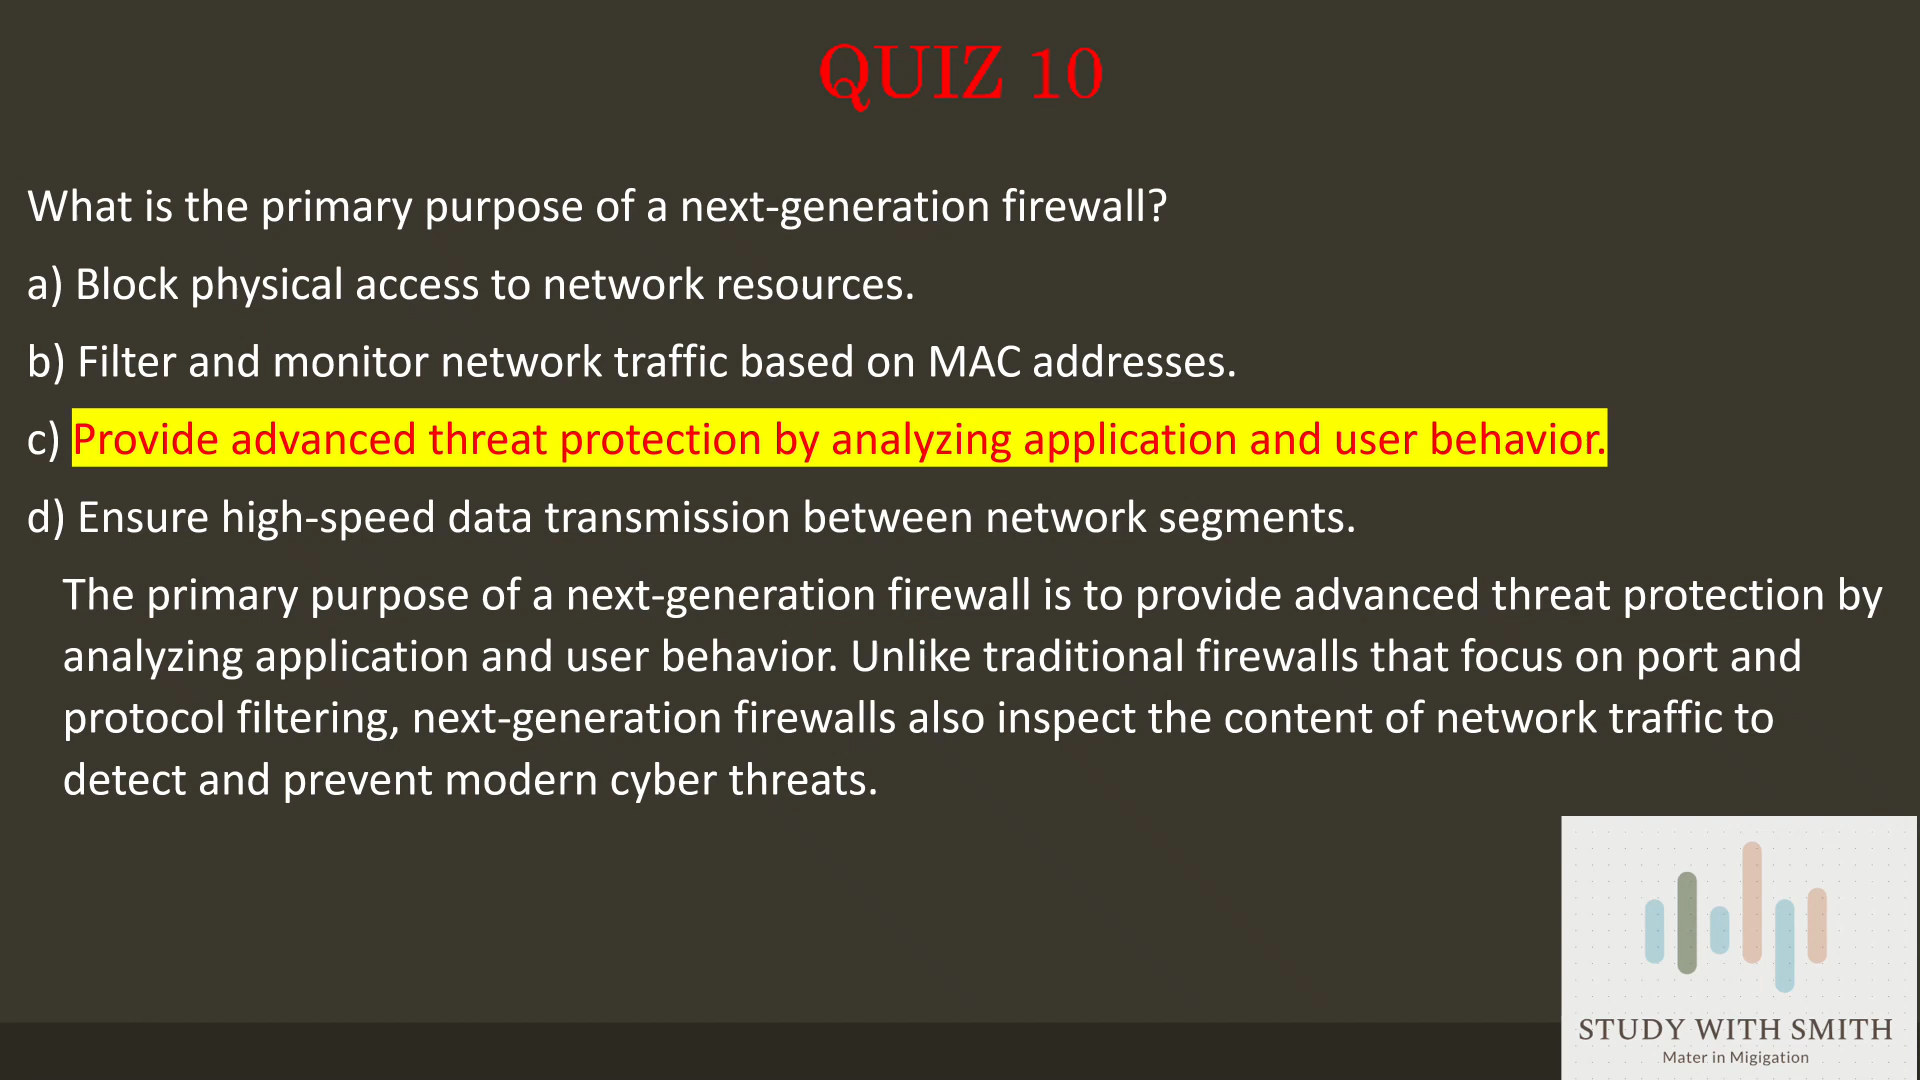 QUIZ 10
What is the primary purpose of a next-generation firewall?
a) Block physical access to network resources.
b) Filter and monitor network traffic based on MAC addresses.
c) Provide advanced threat protection by analyzing application and user behavior.
d) Ensure high-speed data transmission between network segments.
The primary purpose of a next-generation firewall is to provide advanced threat protection by
analyzing application and user behavior. Unlike traditional firewalls that focus on port and
protocol filtering, next-generation firewalls also inspect the content of network traffic to
detect and prevent modern cyber threats.
STUDY WITH SMITH
Mater in Migigation